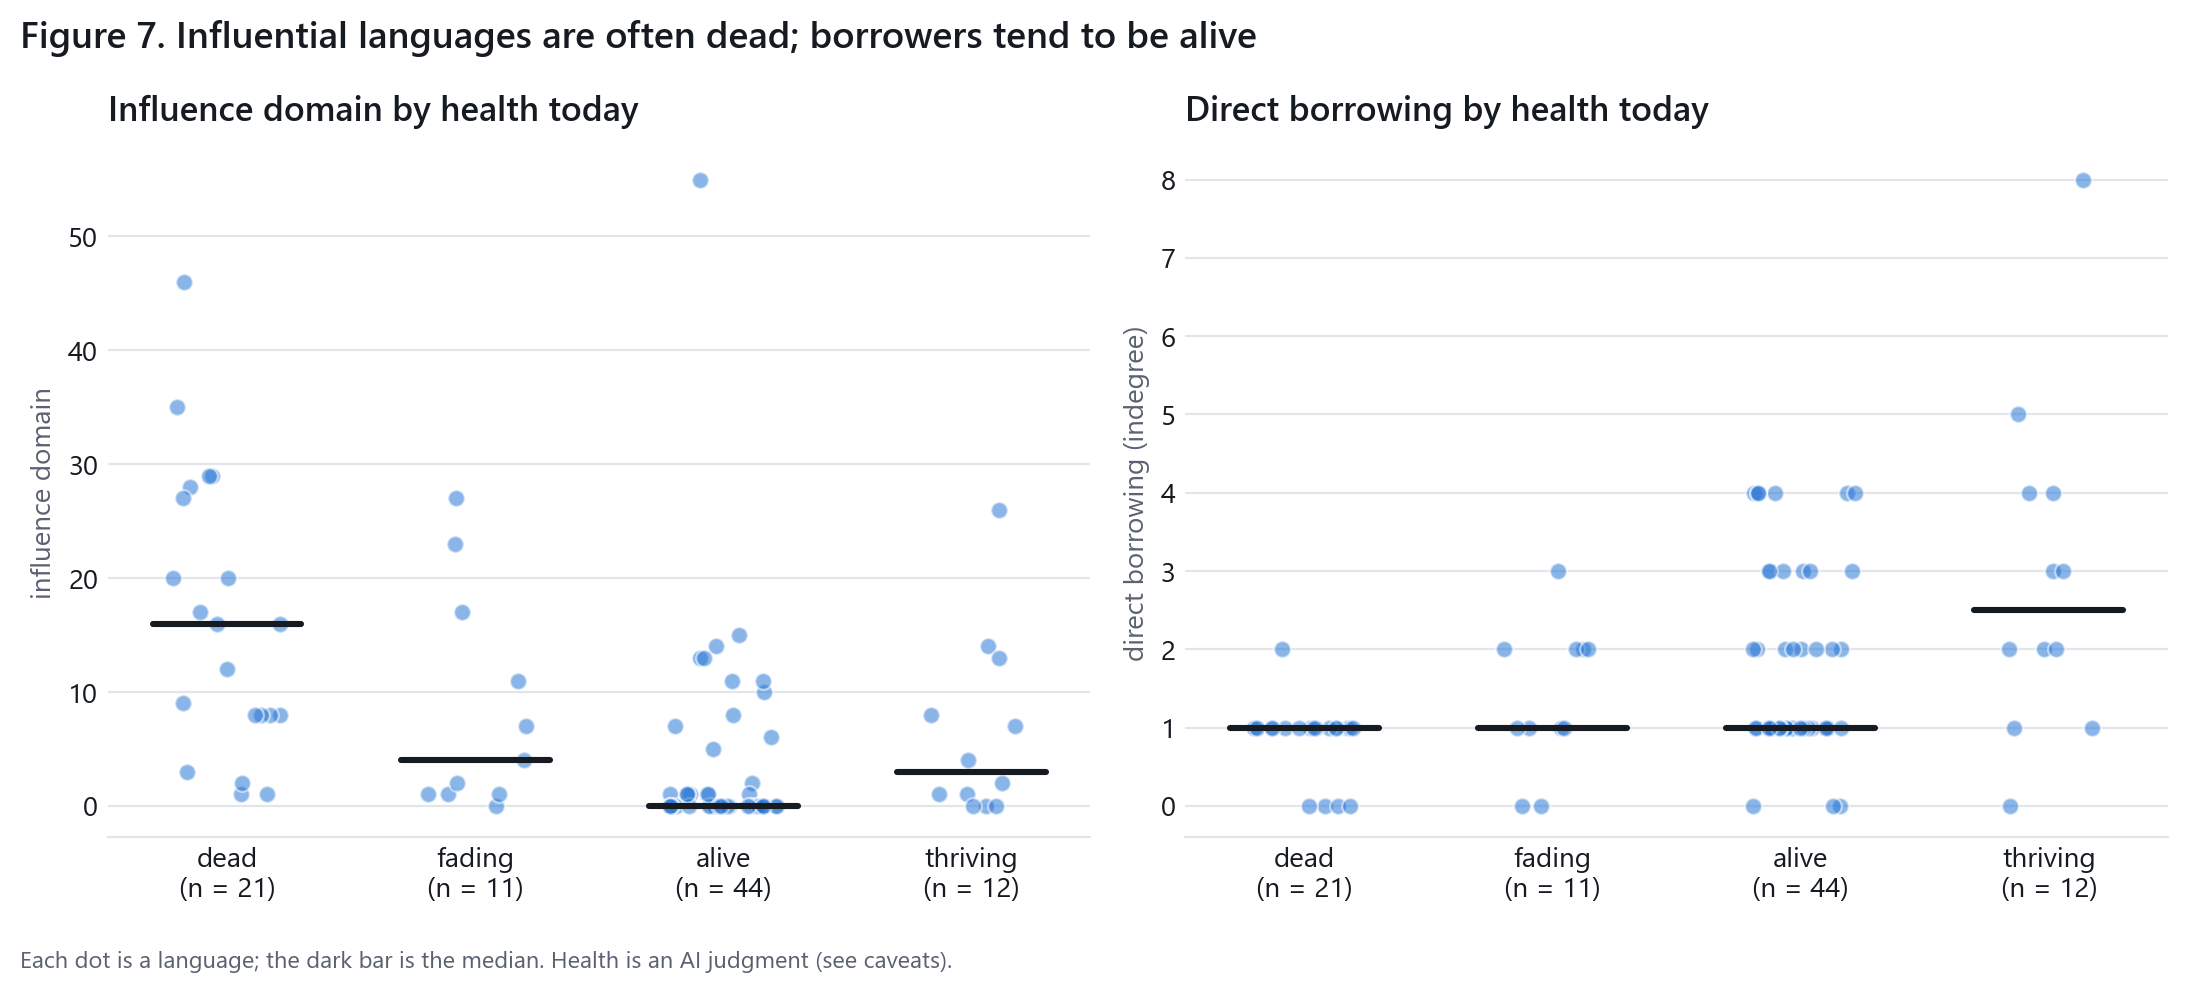 Figure 7. Influential languages are often dead; borrowers tend to be alive
Influence domain by health today
influence domain
50
40
30
20
10
0
dead
(n = 21)
fading
(n = 11)
alive
(n = 44)
thriving
(n = 12)
Direct borrowing by health today
direct borrowing (indegree)
8
7
6
5
4
3
2
1
0
dead
(n = 21)
fading
(n = 11)
alive
(n = 44)
thriving
(n = 12)
Each dot is a language; the dark bar is the median. Health is an AI judgment (see caveats).